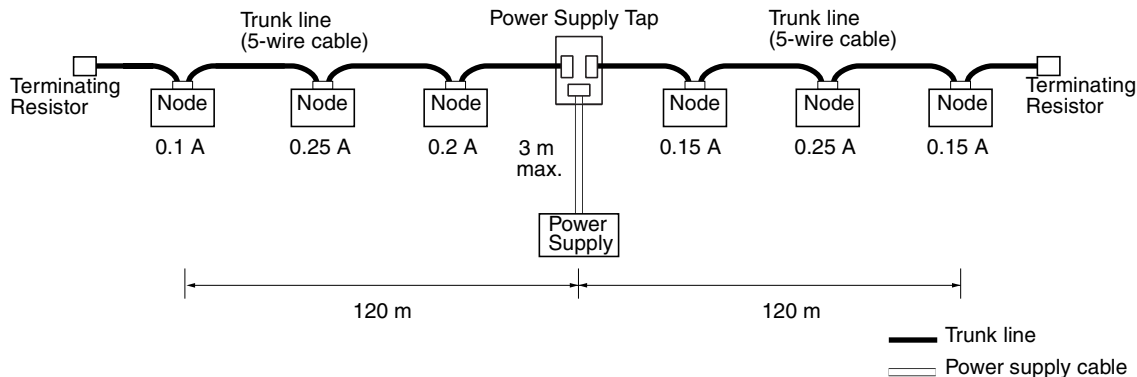 Power Supply Tap
Trunk line
(5-wire cable)
Trunk line
(5-wire cable)
Terminating
Resistor
Node
Node
Node
Node
Node
Node
Terminating
Resistor
0.1 A
0.25 A
0.2 A
3 m
max.
0.15 A
0.25 A
0.15 A
Power
Supply
120 m
120 m
Trunk line
Power supply cable